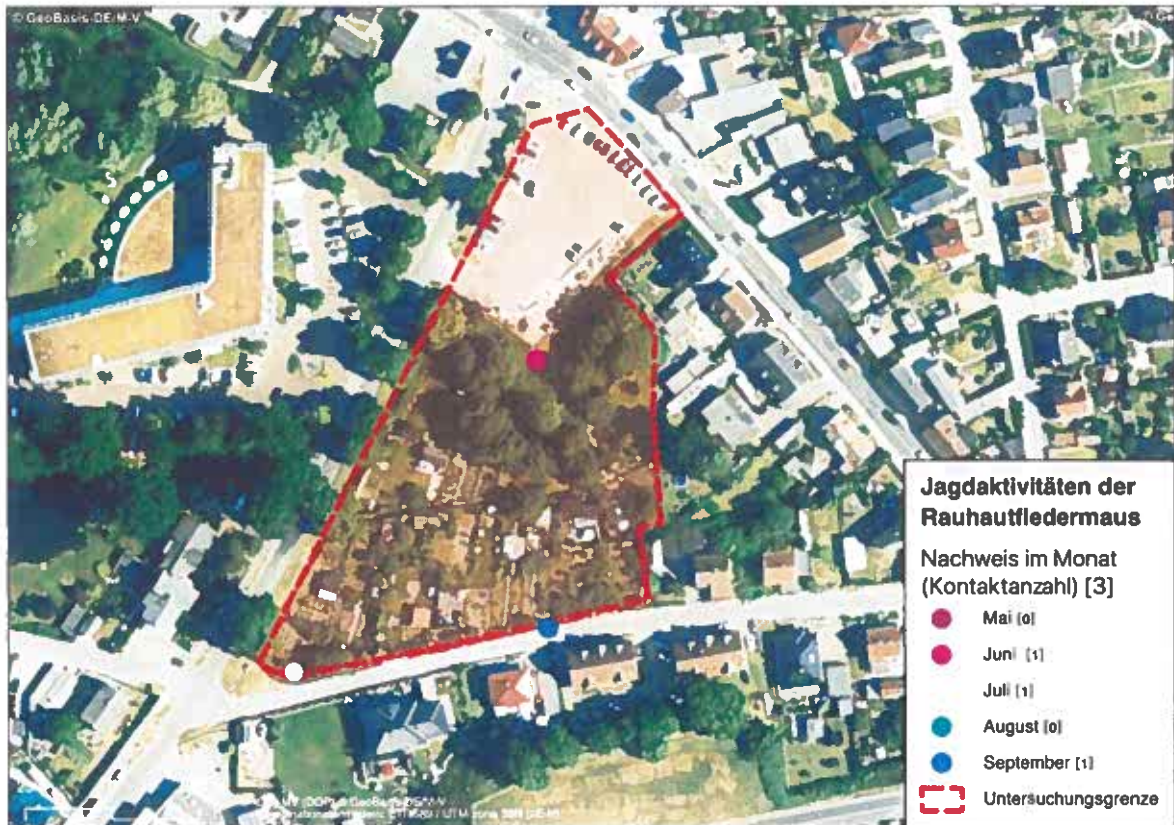 © GeoBasis-DE/M-V
Jagdaktivitäten der
Rauhautfledermaus
Nachweis im Monat
(Kontaktanzahl) [3]
Mai [0]
Juni [1]
Juli [1]
August [0]
September [1]
Untersuchungsgrenze